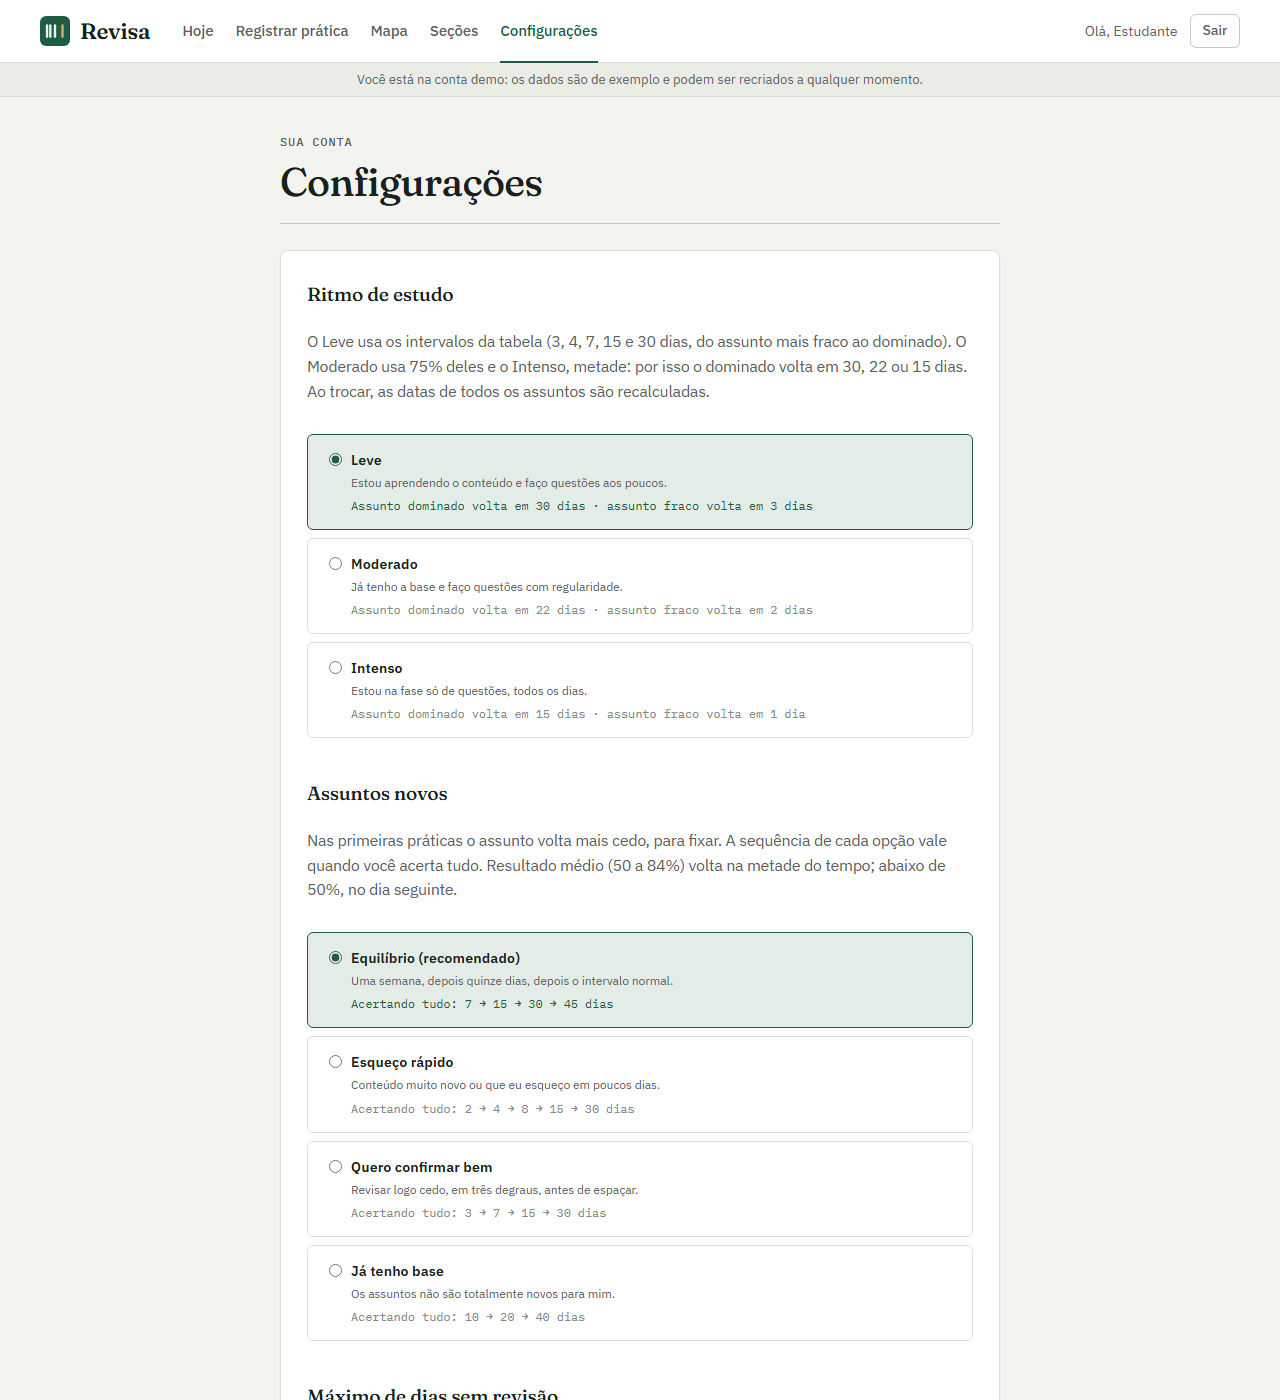 Revisa
Hoje
Registrar prática
Mapa
Seções
Configurações
Olá, Estudante
Sair
Você está na conta demo: os dados são de exemplo e podem ser recriados a qualquer momento.
SUA CONTA
Configurações
Ritmo de estudo
O Leve usa os intervalos da tabela (3, 4, 7, 15 e 30 dias, do assunto mais fraco ao dominado). O
Moderado usa 75% deles e o Intenso, metade: por isso o dominado volta em 30, 22 ou 15 dias.
Ao trocar, as datas de todos os assuntos são recalculadas.
Leve
Estou aprendendo o conteúdo e faço questões aos poucos.
Assunto dominado volta em 30 dias · assunto fraco volta em 3 dias
Moderado
Já tenho a base e faço questões com regularidade.
Assunto dominado volta em 22 dias · assunto fraco volta em 2 dias
Intenso
Estou na fase só de questões, todos os dias.
Assunto dominado volta em 15 dias · assunto fraco volta em 1 dia
Assuntos novos
Nas primeiras práticas o assunto volta mais cedo, para fixar. A sequência de cada opção vale
quando você acerta tudo. Resultado médio (50 a 84%) volta na metade do tempo; abaixo de
50%, no dia seguinte.
Equilíbrio (recomendado)
Uma semana, depois quinze dias, depois o intervalo normal.
Acertando tudo: 7 → 15 → 30 → 45 dias
Esqueço rápido
Conteúdo muito novo ou que eu esqueço em poucos dias.
Acertando tudo: 2 → 4 → 8 → 15 → 30 dias
Quero confirmar bem
Revisar logo cedo, em três degraus, antes de espaçar.
Acertando tudo: 3 → 7 → 15 → 30 dias
Já tenho base
Os assuntos não são totalmente novos para mim.
Acertando tudo: 10 → 20 → 40 dias
Máximo de dias sem revisão